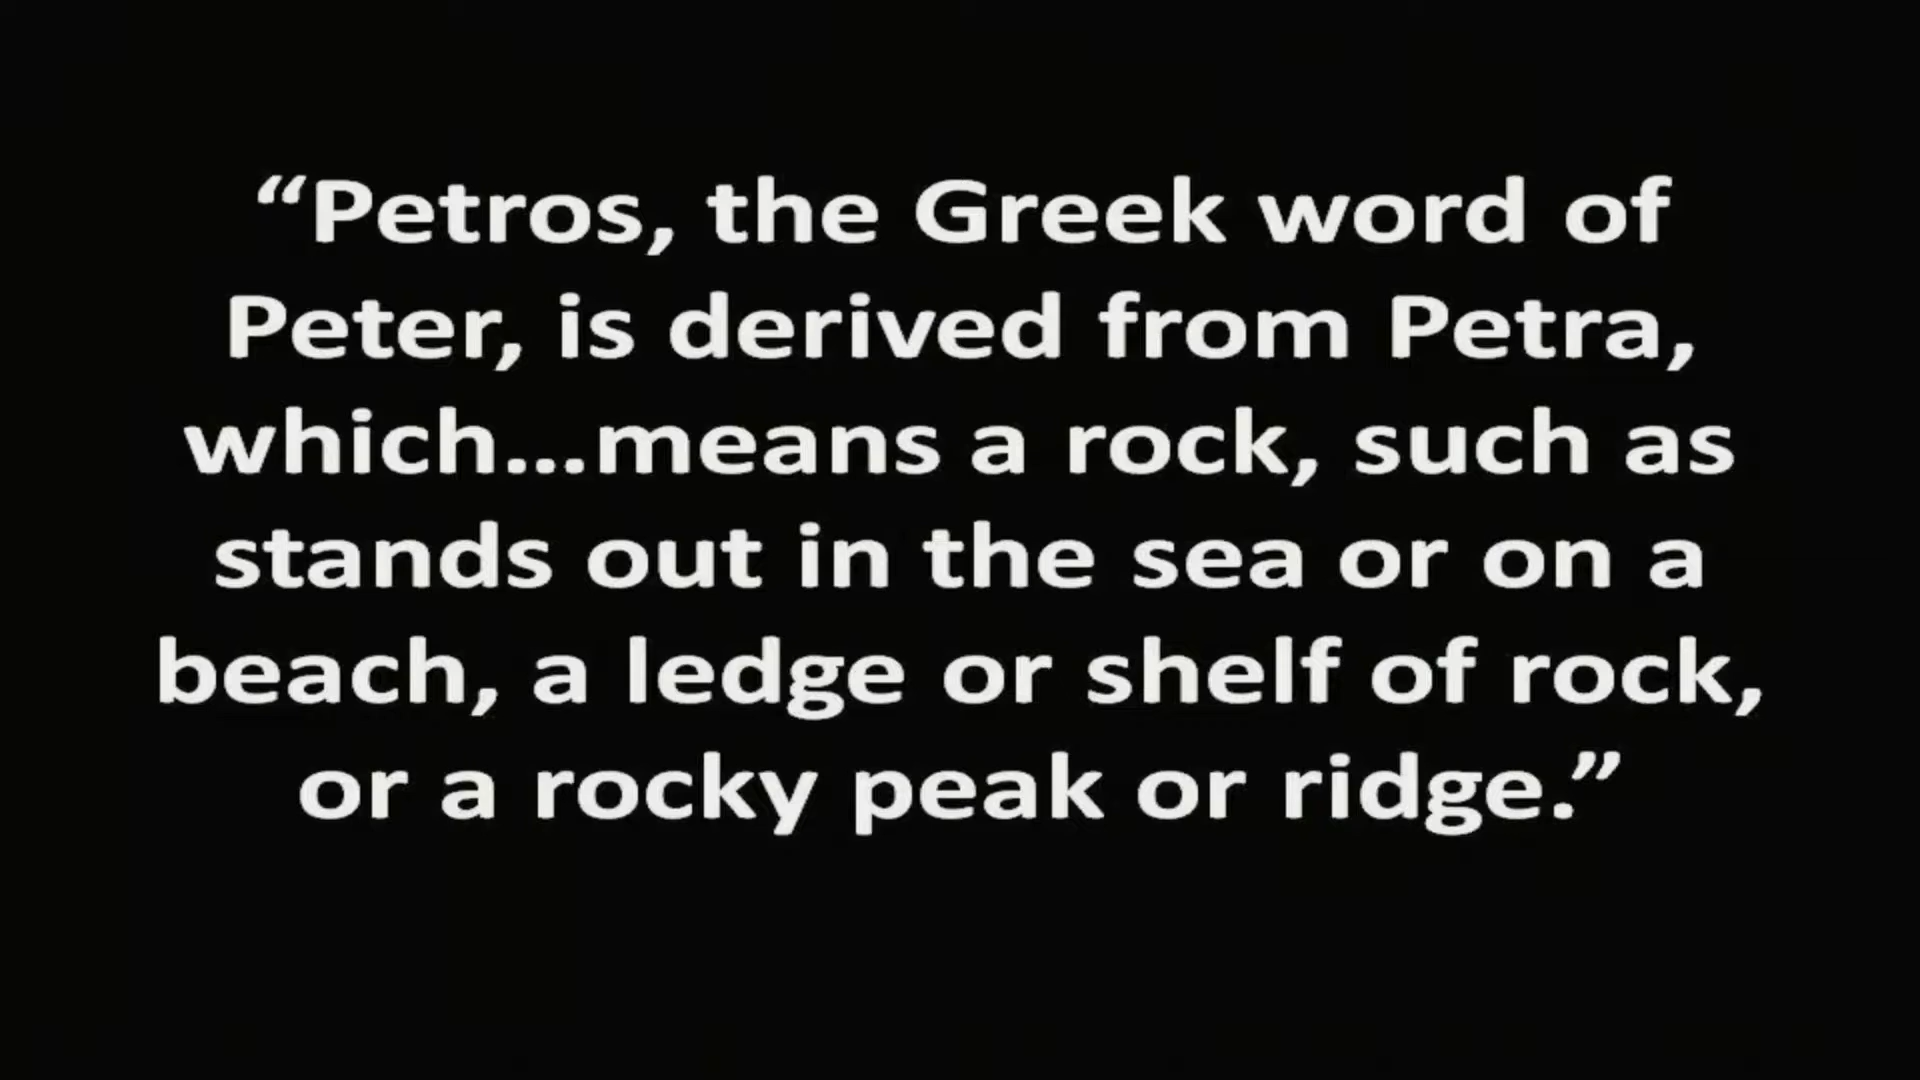 “Petros, the Greek word of
Peter, is derived from Petra,
which...means a rock, such as
stands out in the sea or on a
beach, a ledge or shelf of rock,
or a rocky peak or ridge.”